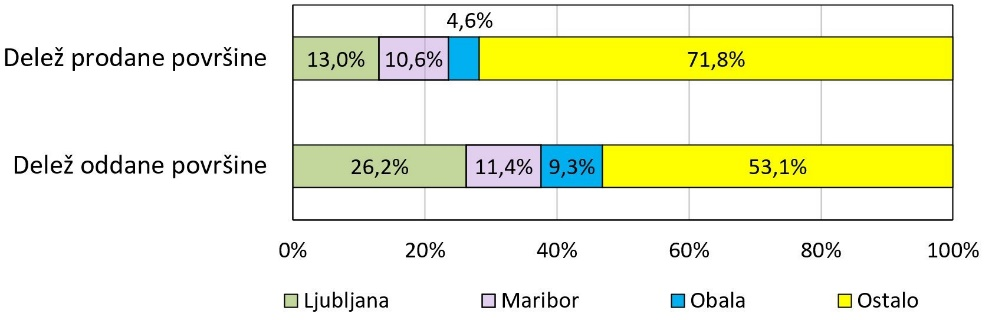 4,6%
Delež prodane površine 13,0% 10,6% 71,8%
Delež oddane površine 26,2% 11,4% 9,3% 53,1%
0% 20% 40% 60% 80% 100%
Ljubljana Maribor Obala Ostalo